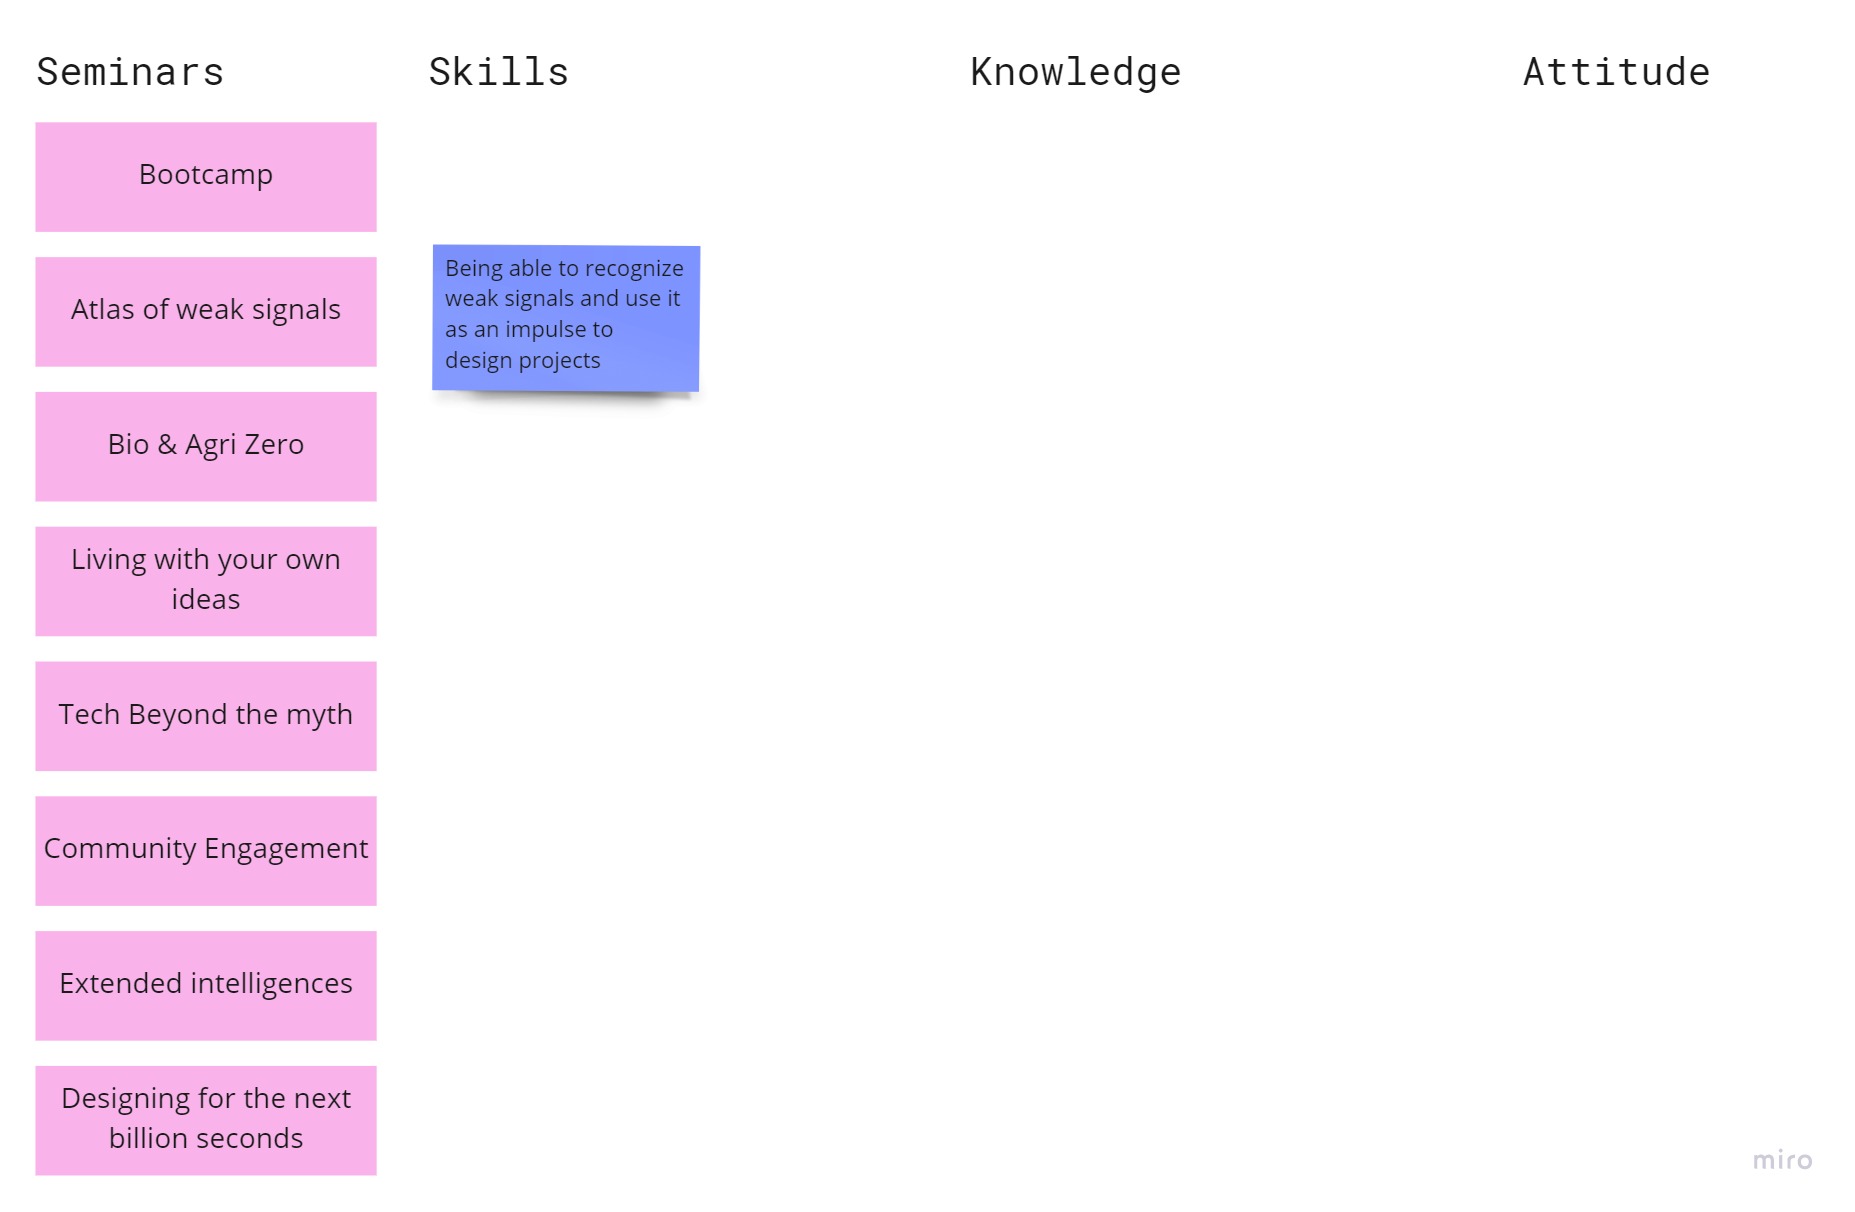 Seminars
Skills
Knowledge
Attitude
Bootcamp
Atlas of weak signals
Being able to recognize
weak signals and use it
as an impulse to
design projects
Bio & Agri Zero
Living with your own
ideas
Tech Beyond the myth
Community Engagement
Extended intelligences
Designing for the next
billion seconds
miro